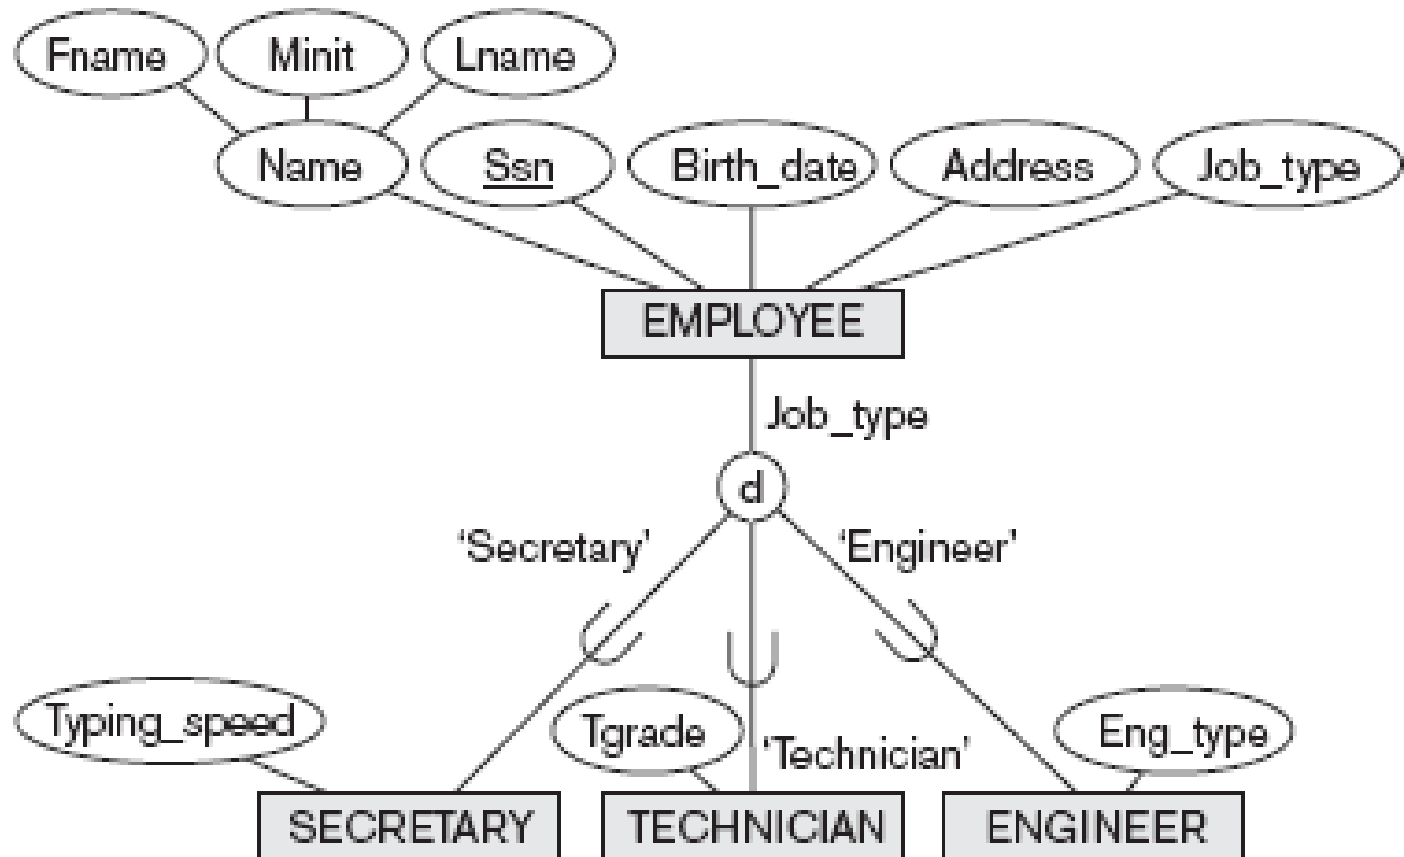 Fname Minit Lname
Name Ssn Birth_date Address Job_type
EMPLOYEE
Job_type
d
‘Secretary’ ‘Engineer’
Typing_speed Tgrade Eng_type
‘Technician’
SECRETARY TECHNICIAN ENGINEER